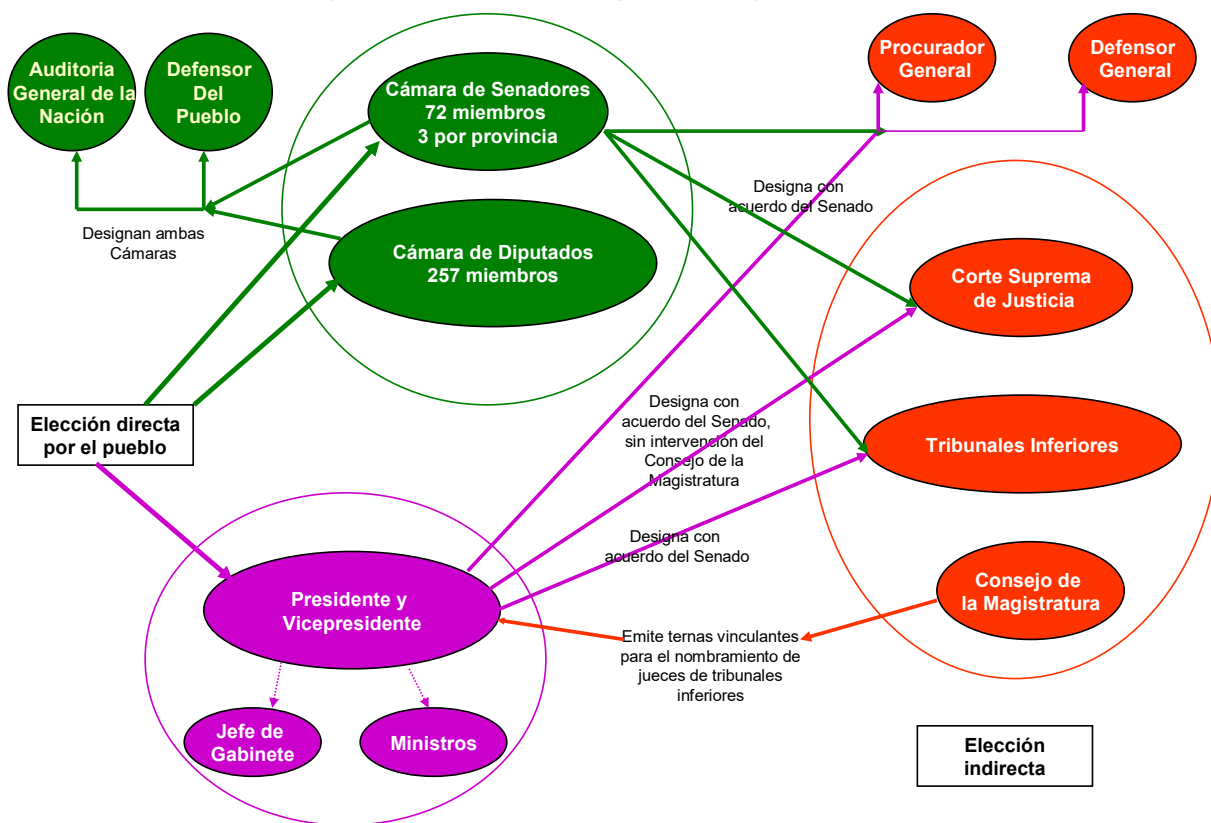 Auditoria
General de la
Nación
Defensor
Del
Pueblo
Cámara de Senadores
72 miembros
3 por provincia
Procurador
General
Defensor
General
Designan ambas
Cámaras
Cámara de Diputados
257 miembros
Designa con
acuerdo del Senado
Corte Suprema
de Justicia
Elección directa
por el pueblo
Designa con
acuerdo del Senado,
sin intervención del
Consejo de la
Magistratura
Tribunales Inferiores
Designa con
acuerdo del Senado
Presidente y
Vicepresidente
Consejo de
la Magistratura
Emite ternas vinculantes
para el nombramiento de
jueces de tribunales
inferiores
Jefe de
Gabinete
Ministros
Elección
indirecta